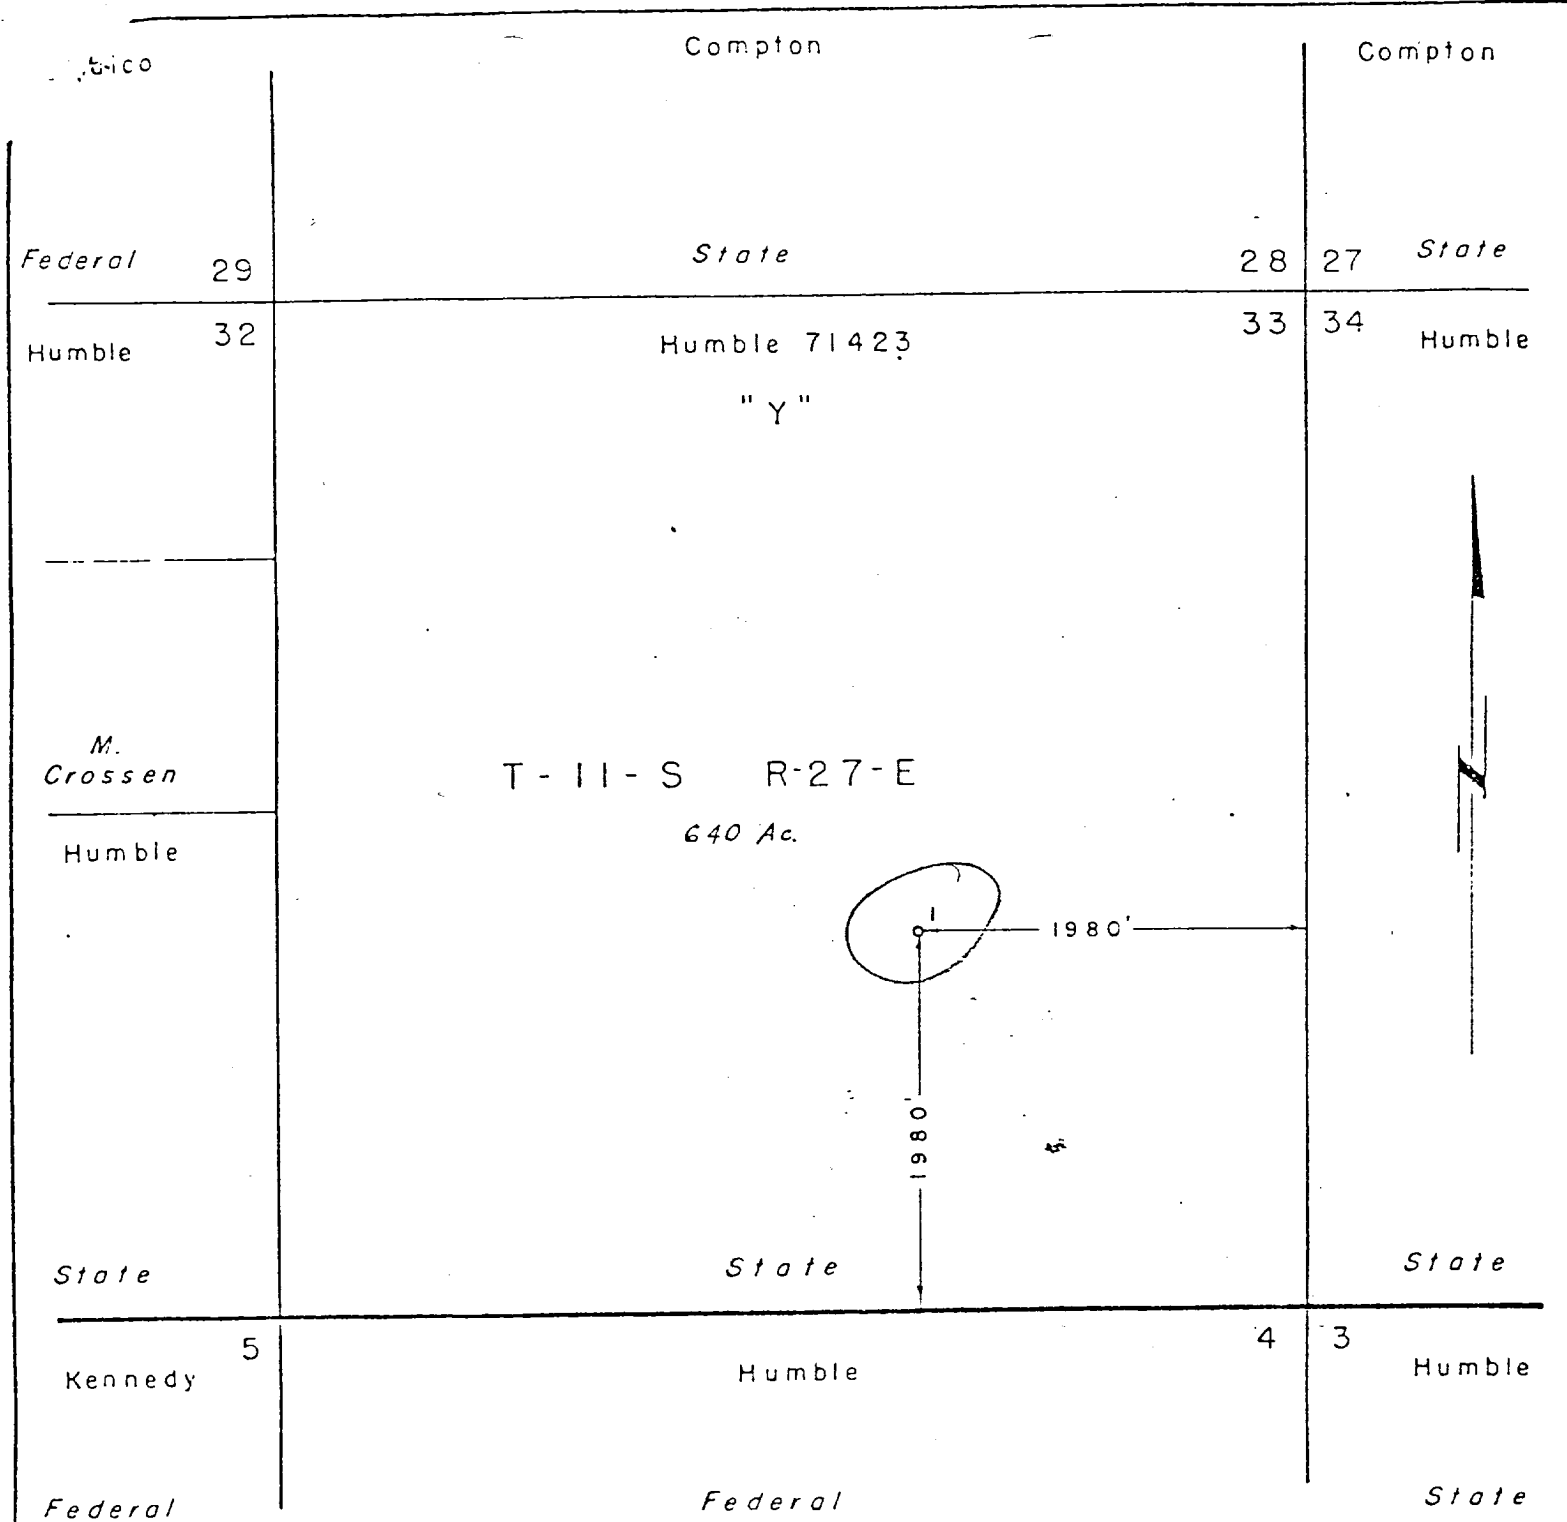 Compton
Compton
Federal 29 State 28 27 State
Humble 32 Humble 71423 33 34 Humble
"Y"
M.
Crossen
T-11-S R-27-E
640 Ac.
Humble
1
1980'
1980'
N
State State State
5 4 3
Kennedy Humble Humble
Federal Federal State